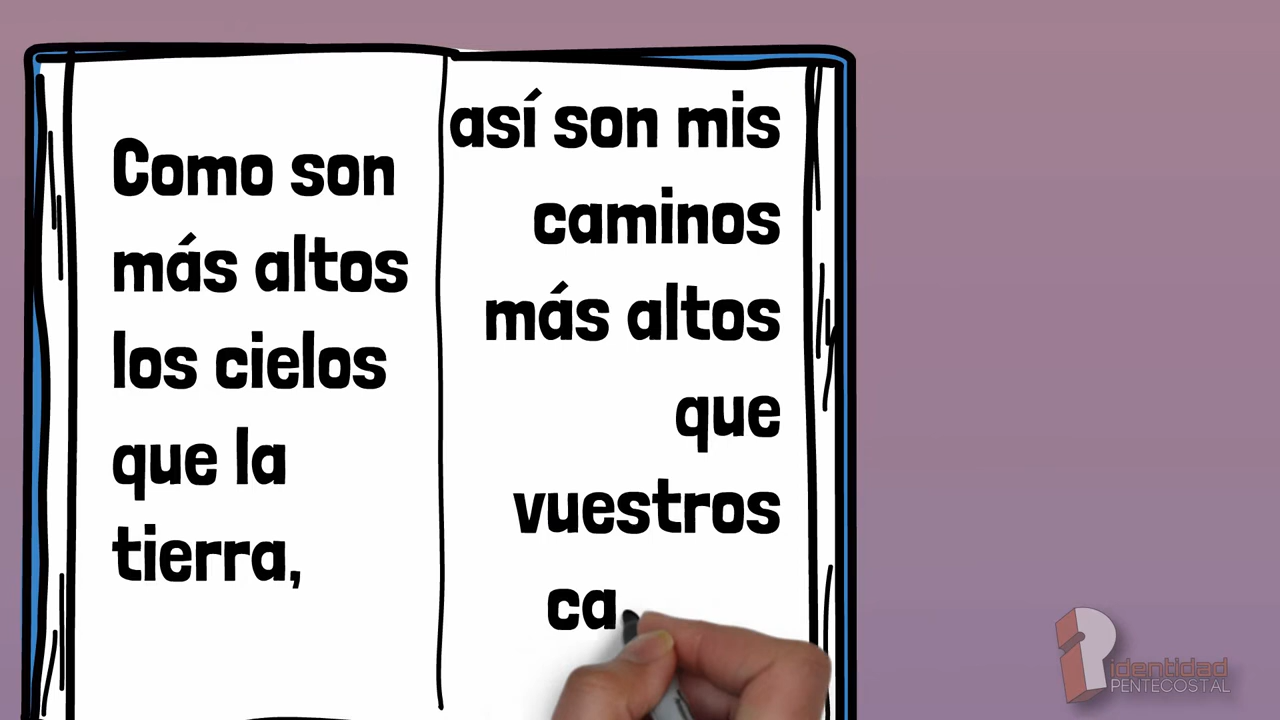 Como son
más altos
los cielos
que la
tierra,
así son mis
caminos
más altos
que
vuestros
ca
identidad
PENTECOSTAL